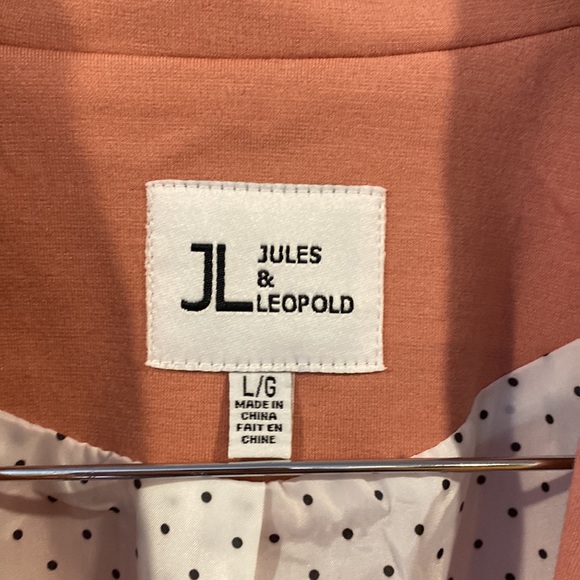 JL JULES
&
LEOPOLD
L/G
MADE IN
CHINA
FAIT EN
CHINE